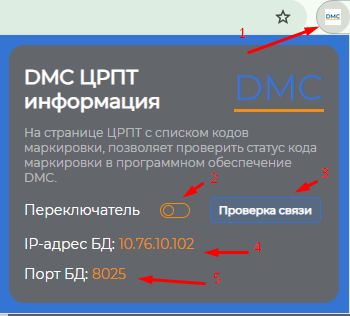 1
DMC
DMC ЦРПТ
информация
DMC
На странице ЦРПТ с списком кодов
маркировки, позволяет проверить статус кода
маркировки в программном обеспечение
DMC.
2
3
Переключатель
Проверка связи
IP-адрес БД: 10.76.10.102
4
Порт БД: 8025
5